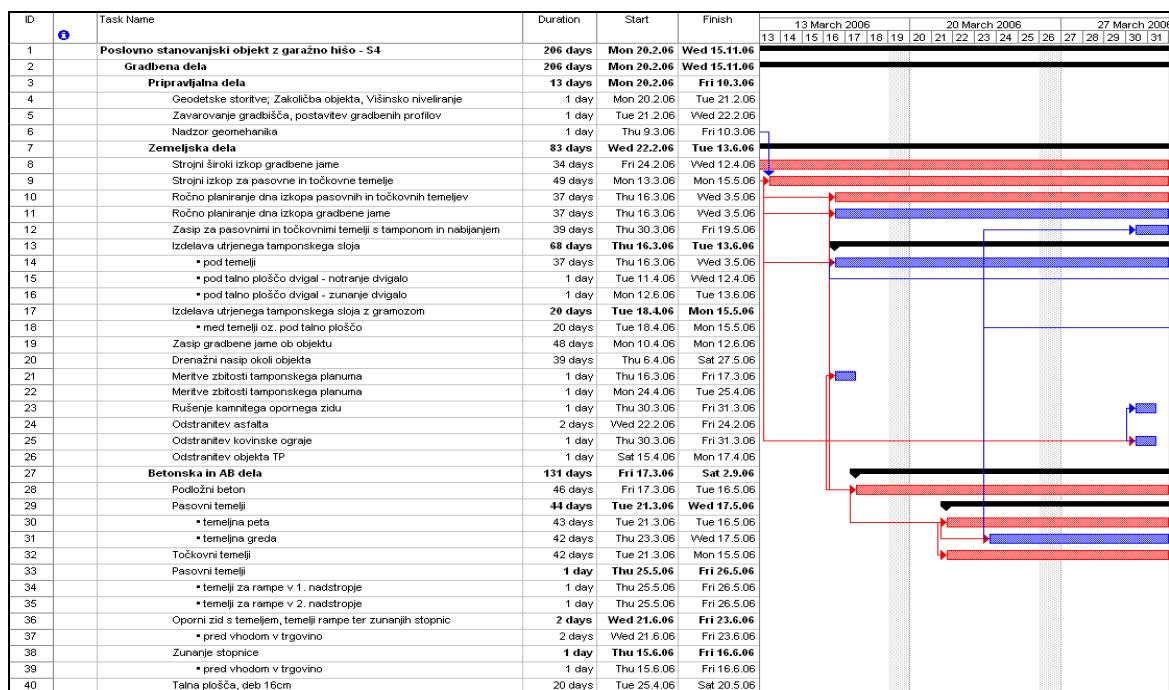 ID Task Name Duration Start Finish 13 March 2006 20 March 2006 27 March 2006
13 14 15 16 17 18 19 20 21 22 23 24 25 26 27 28 29 30 31
1 Poslovno stanovanjski objekt z garažno hišo - S4 206 days Mon 20.2.06 Wed 15.11.06
2 Gradbena dela 206 days Mon 20.2.06 Wed 15.11.06
3 Pripravljalna dela 13 days Mon 20.2.06 Fri 10.3.06
4 Geodetske storitve; Zakoličba objekta, Višinsko niveliranje 1 day Mon 20.2.06 Tue 21.2.06
5 Zavarovanje gradbišča, postavitev gradbenih profilov 1 day Tue 21.2.06 Wed 22.2.06
6 Nadzor geomehanika 1 day Thu 9.3.06 Fri 10.3.06
7 Zemeljska dela 83 days Wed 22.2.06 Tue 13.6.06
8 Strojni široki izkop gradbene jame 34 days Fri 24.2.06 Wed 12.4.06
9 Strojni izkop za pasovne in točkovne temelje 49 days Mon 13.3.06 Mon 15.5.06
10 Ročno planiranje dna izkopa pasovnih in točkovnih temeljev 37 days Thu 16.3.06 Wed 3.5.06
11 Ročno planiranje dna izkopa gradbene jame 37 days Thu 16.3.06 Wed 3.5.06
12 Zasip za pasovnimi in točkovnimi temelji s tamponom in nabijanjem 39 days Thu 30.3.06 Fri 19.5.06
13 Izdelava utrjenega tamponskega sloja 68 days Thu 16.3.06 Tue 13.6.06
14 • pod temelji 37 days Thu 16.3.06 Wed 3.5.06
15 • pod talno ploščo dvigal - notranje dvigalo 1 day Tue 11.4.06 Wed 12.4.06
16 • pod talno ploščo dvigal - zunanje dvigalo 1 day Mon 12.6.06 Tue 13.6.06
17 Izdelava utrjenega tamponskega sloja z gramozom 20 days Tue 18.4.06 Mon 15.5.06
18 • med temelji oz. pod talno ploščo 20 days Tue 18.4.06 Mon 15.5.06
19 Zasip gradbene jame ob objektu 48 days Mon 10.4.06 Mon 12.6.06
20 Drenažni nasip okoli objekta 39 days Thu 6.4.06 Sat 27.5.06
21 Meritve zbitosti tamponskega planuma 1 day Thu 16.3.06 Fri 17.3.06
22 Meritve zbitosti tamponskega planuma 1 day Mon 24.4.06 Tue 25.4.06
23 Rušenje kamnitega opornega zidu 1 day Thu 30.3.06 Fri 31.3.06
24 Odstranitev asfalta 2 days Wed 22.2.06 Fri 24.2.06
25 Odstranitev kovinske ograje 1 day Thu 30.3.06 Fri 31.3.06
26 Odstranitev objekta TP 1 day Sat 15.4.06 Mon 17.4.06
27 Betonska in AB dela 131 days Fri 17.3.06 Sat 2.9.06
28 Podložni beton 46 days Fri 17.3.06 Tue 16.5.06
29 Pasovni temelji 44 days Tue 21.3.06 Wed 17.5.06
30 • temeljna peta 43 days Tue 21.3.06 Tue 16.5.06
31 • temeljna greda 42 days Thu 23.3.06 Wed 17.5.06
32 Točkovni temelji 42 days Tue 21.3.06 Mon 15.5.06
33 Pasovni temelji 1 day Thu 25.5.06 Fri 26.5.06
34 • temelji za rampe v 1. nadstropje 1 day Thu 25.5.06 Fri 26.5.06
35 • temelji za rampe v 2. nadstropje 1 day Thu 25.5.06 Fri 26.5.06
36 Oporni zid s temeljem, temelji rampe ter zunanjih stopnic 2 days Wed 21.6.06 Fri 23.6.06
37 • pred vhodom v trgovino 2 days Wed 21.6.06 Fri 23.6.06
38 Zunanje stopnice 1 day Thu 15.6.06 Fri 16.6.06
39 • pred vhodom v trgovino 1 day Thu 15.6.06 Fri 16.6.06
40 Talna plošča, deb 16cm 20 days Tue 25.4.06 Sat 20.5.06